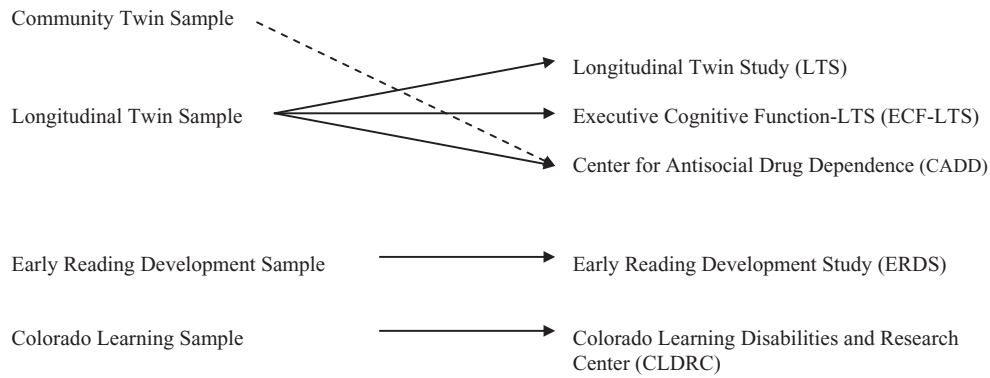 Community Twin Sample
Longitudinal Twin Study (LTS)
Longitudinal Twin Sample
Executive Cognitive Function-LTS (ECF-LTS)
Center for Antisocial Drug Dependence (CADD)
Early Reading Development Sample
Early Reading Development Study (ERDS)
Colorado Learning Sample
Colorado Learning Disabilities and Research
Center (CLDRC)